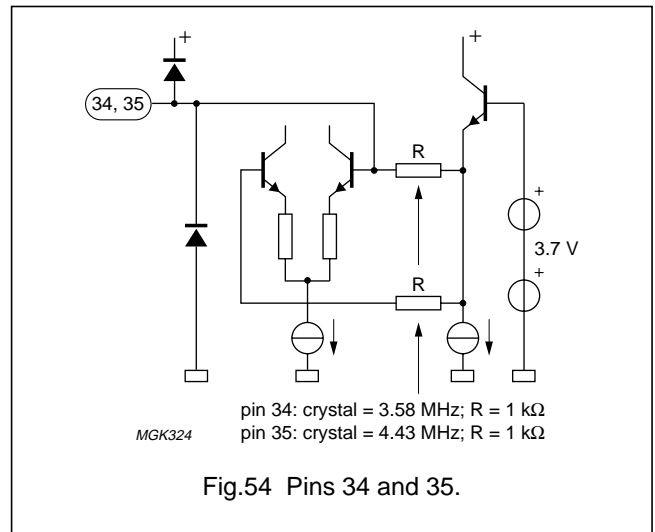 +
+
34, 35
R
+
3.7 V
R
+
pin 34: crystal = 3.58 MHz; R = 1 kΩ
MGK324
pin 35: crystal = 4.43 MHz; R = 1 kΩ
Fig.54 Pins 34 and 35.